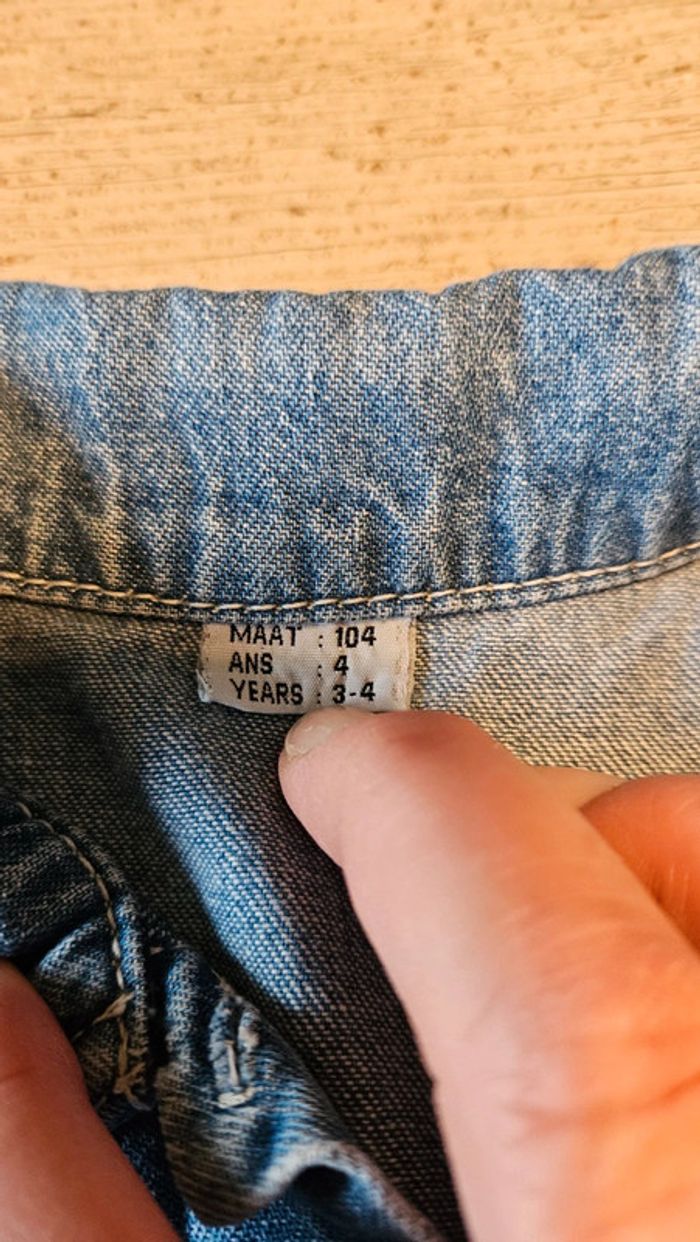 MAAT : 104
ANS : 4
YEARS : 3-4